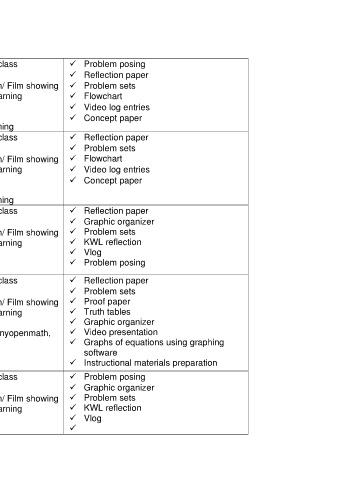 class
n/ Film showing
arning
ning
✓ Problem posing
✓ Reflection paper
✓ Problem sets
✓ Flowchart
✓ Video log entries
✓ Concept paper
class
n/ Film showing
arning
ning
✓ Reflection paper
✓ Problem sets
✓ Flowchart
✓ Video log entries
✓ Concept paper
class
n/ Film showing
arning
✓ Reflection paper
✓ Graphic organizer
✓ Problem sets
✓ KWL reflection
✓ Vlog
✓ Problem posing
class
n/ Film showing
arning
nyopenmath,
✓ Reflection paper
✓ Problem sets
✓ Proof paper
✓ Truth tables
✓ Graphic organizer
✓ Video presentation
✓ Graphs of equations using graphing
software
✓ Instructional materials preparation
class
n/ Film showing
arning
✓ Problem posing
✓ Graphic organizer
✓ Problem sets
✓ KWL reflection
✓ Vlog
✓